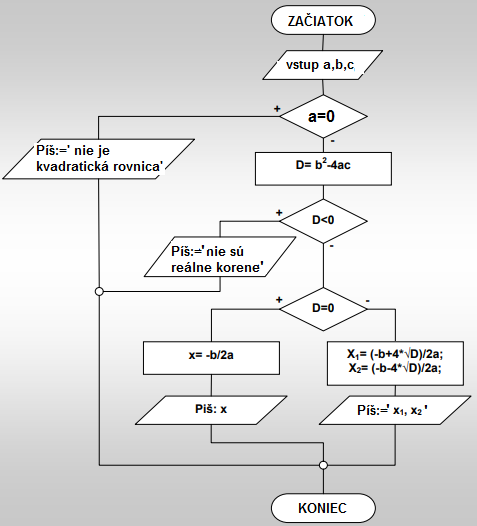 ZAČIATOK
vstup a,b,c,
+
a=0
-
Píš:=' nie je
kvadratická rovnica'
D= b²-4ac
+
D<0
-
Píš:='nie sú
reálne korene'
+
D=0
-
x= -b/2a
X₁= (-b+4*√D)/2a;
X₂= (-b-4*√D)/2a;
Píš: x
Píš:=' x₁, x₂ '
KONIEC